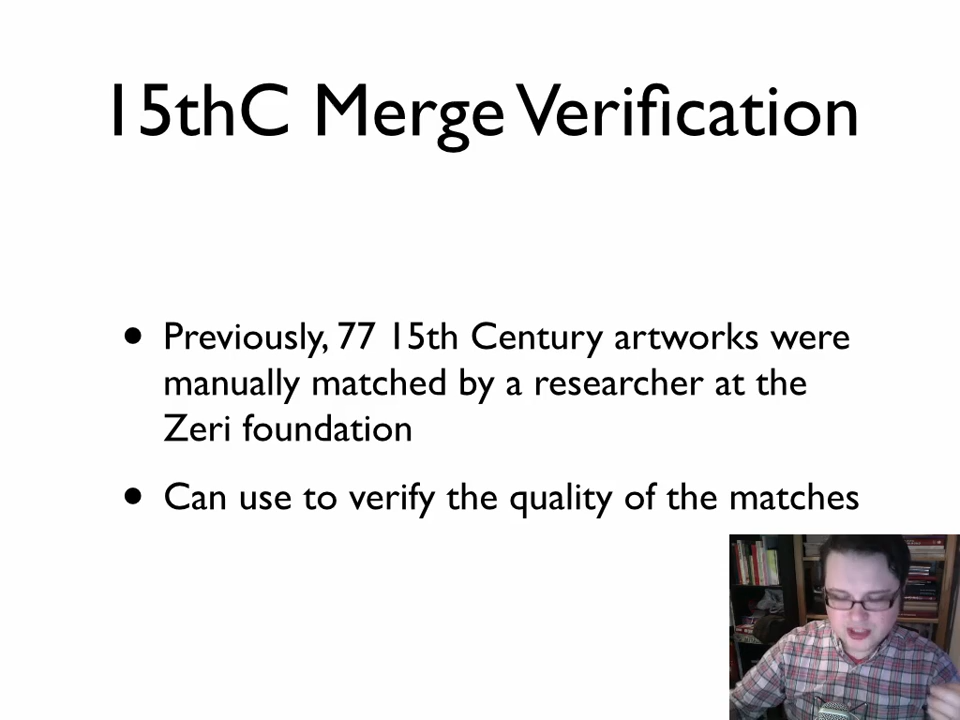 15thC Merge Verification
• Previously, 77 15th Century artworks were
manually matched by a researcher at the
Zeri foundation
• Can use to verify the quality of the matches